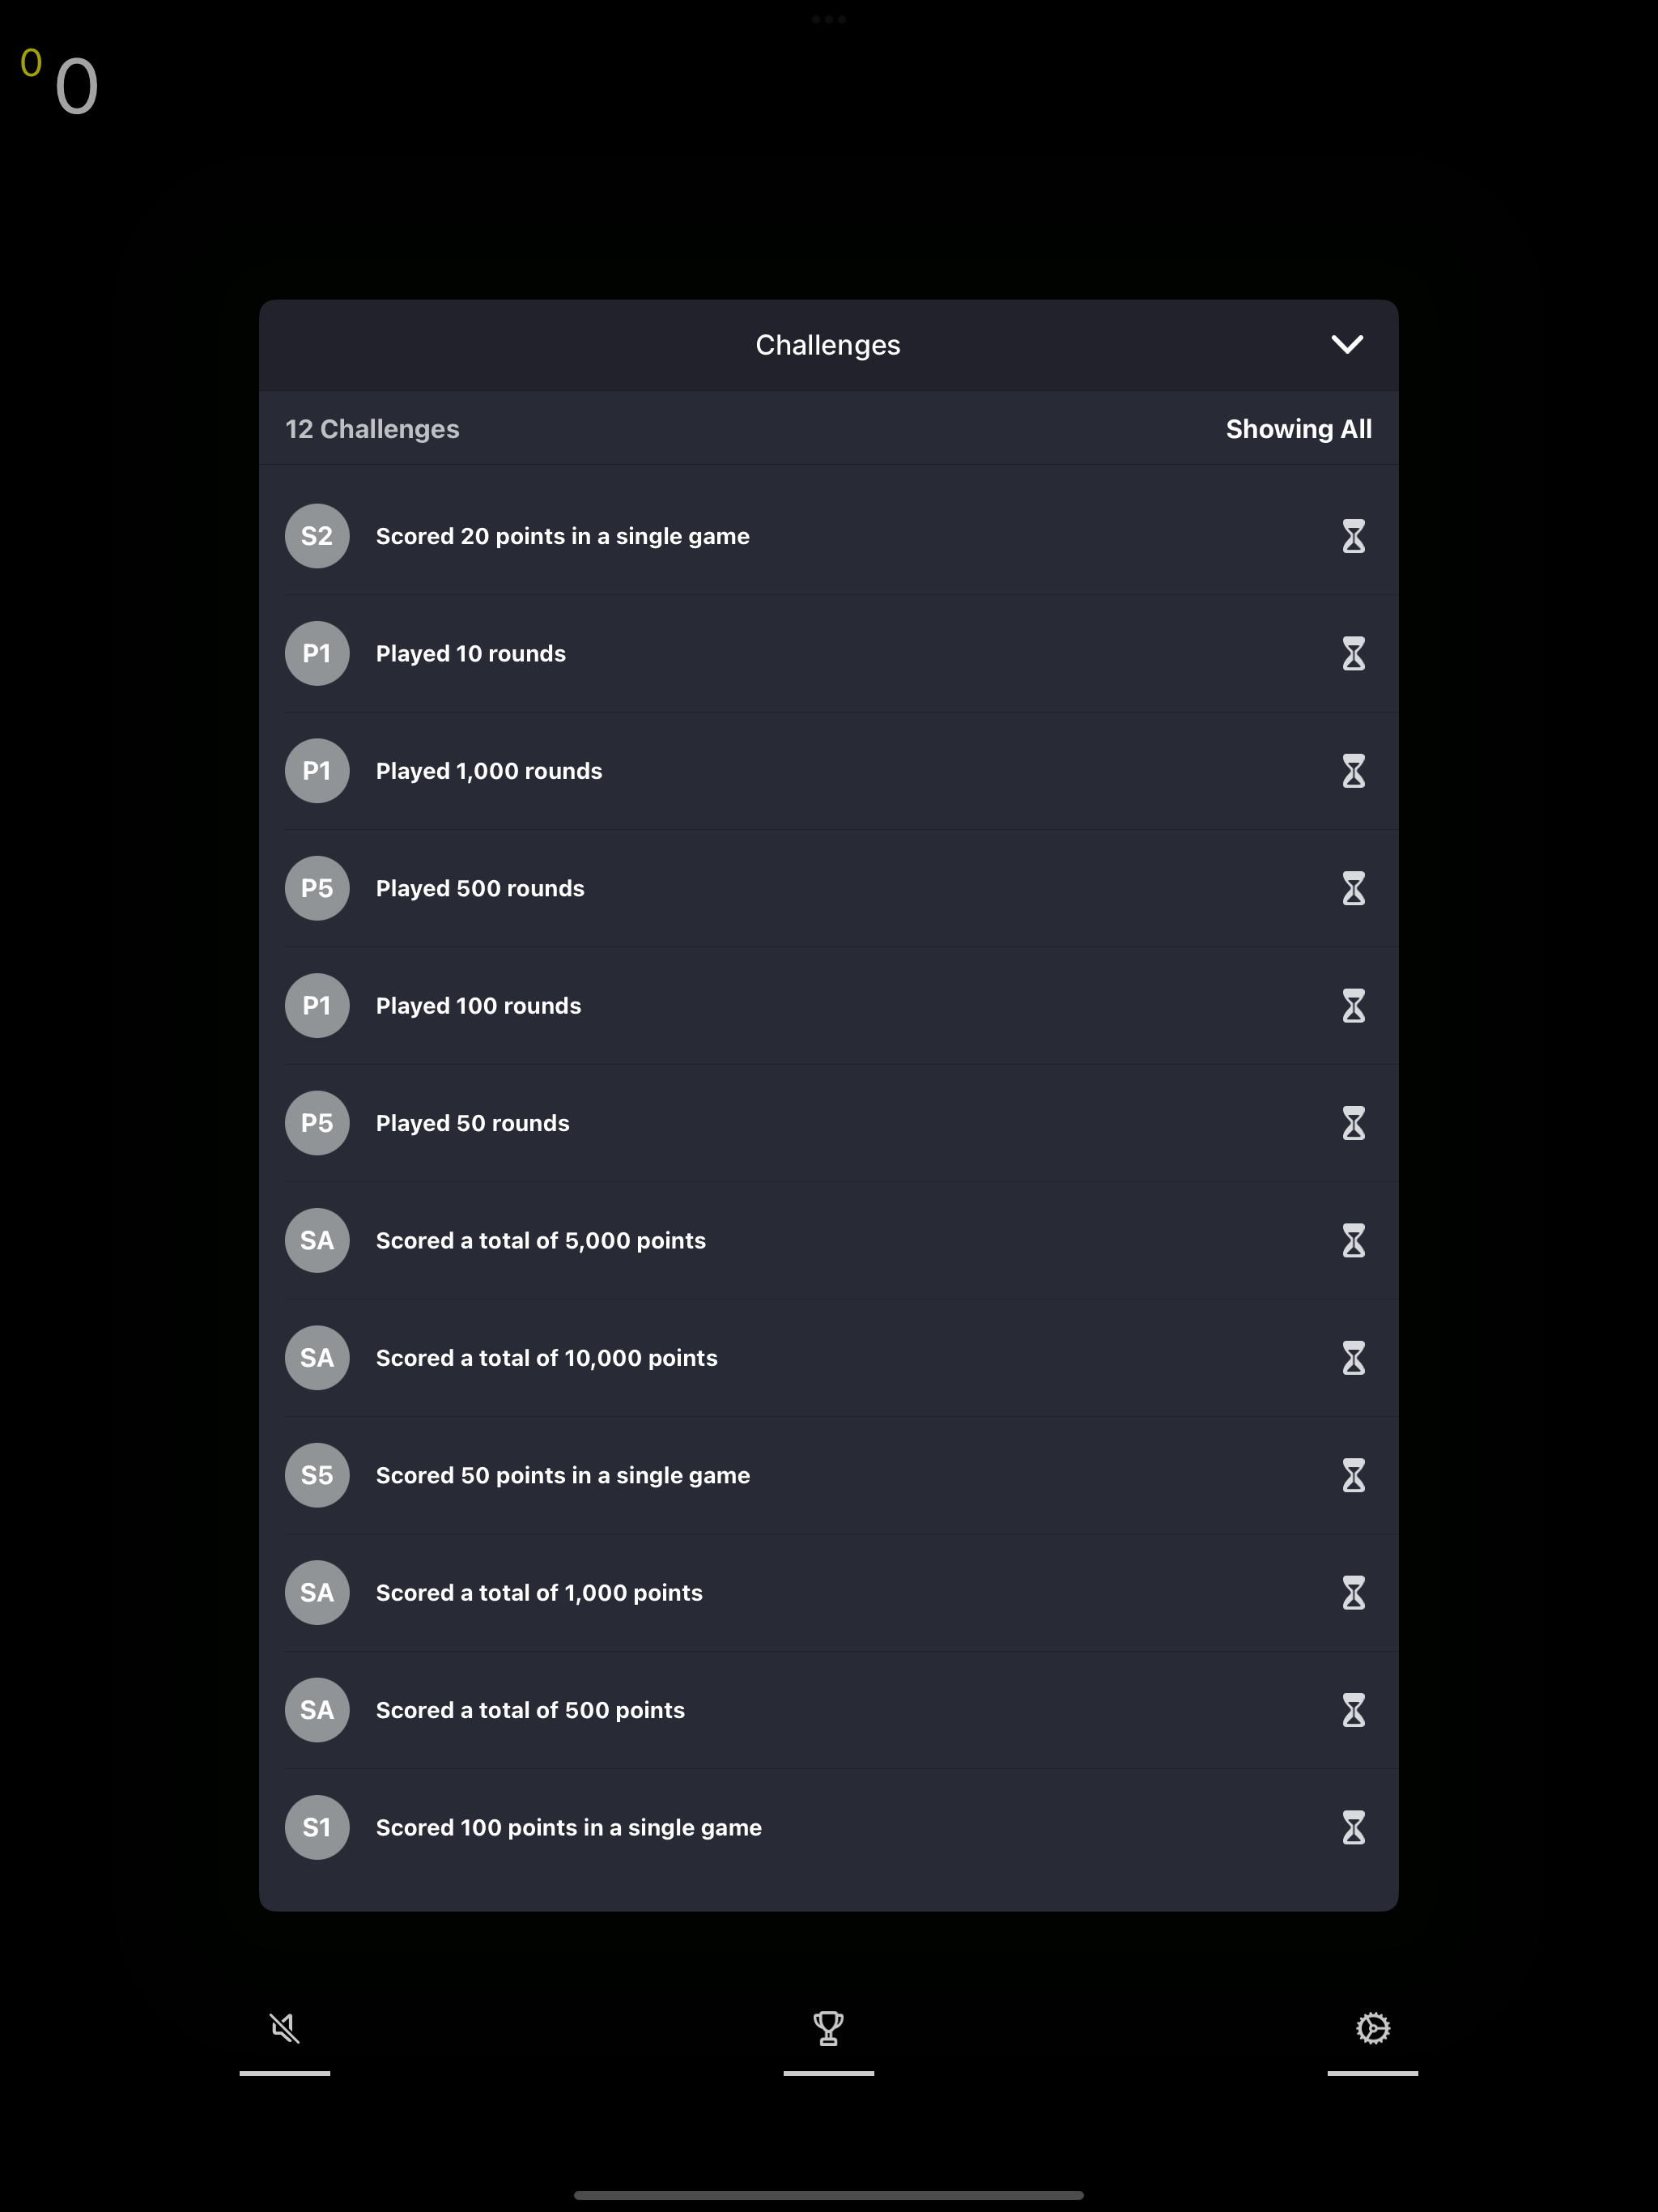 0
0
Challenges
12 Challenges
Showing All
S2
Scored 20 points in a single game
P1
Played 10 rounds
P1
Played 1,000 rounds
P5
Played 500 rounds
P1
Played 100 rounds
P5
Played 50 rounds
SA
Scored a total of 5,000 points
SA
Scored a total of 10,000 points
S5
Scored 50 points in a single game
SA
Scored a total of 1,000 points
SA
Scored a total of 500 points
S1
Scored 100 points in a single game